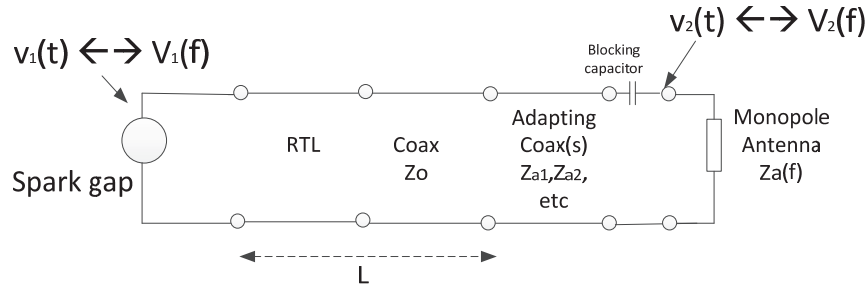 v1(t) ←→ V1(f)
v2(t) ←→ V2(f)
Blocking
capacitor
Spark gap
RTL
Coax
Zo
Adapting
Coax(s)
Za1,Za2,
etc
Monopole
Antenna
Za(f)
L